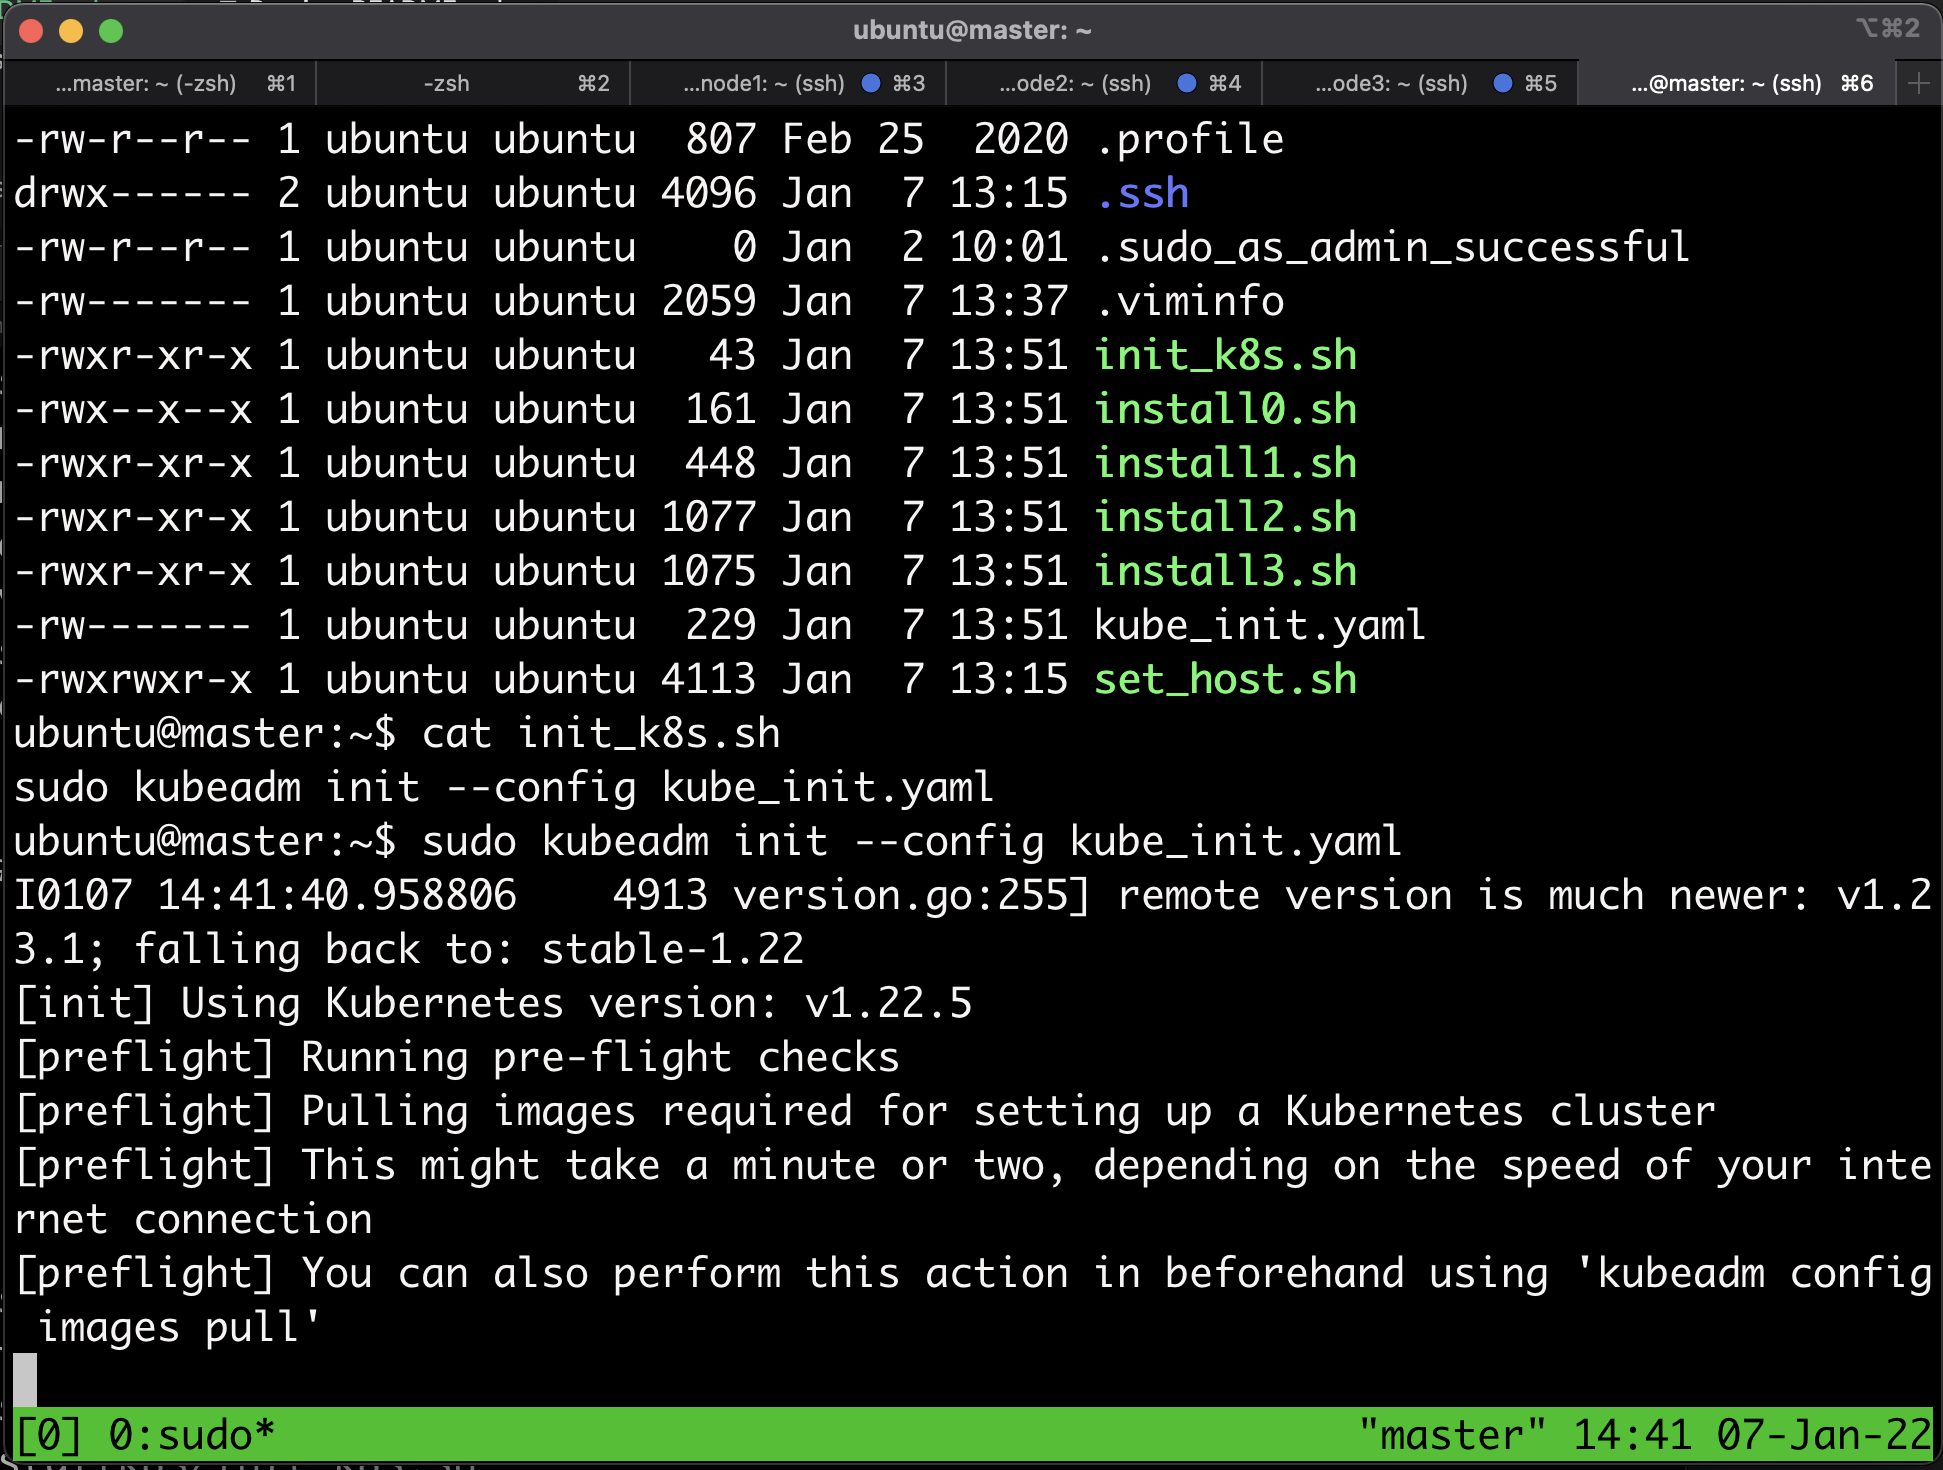 ubuntu@master: ~
⌥⌘2
...master: ~ (-zsh) ⌘1
-zsh ⌘2
...node1: ~ (ssh) ⌘3
...ode2: ~ (ssh) ⌘4
...ode3: ~ (ssh) ⌘5
...@master: ~ (ssh) ⌘6
-rw-r--r-- 1 ubuntu ubuntu  807 Feb 25  2020 .profile
drwx------ 2 ubuntu ubuntu 4096 Jan  7 13:15 .ssh
-rw-r--r-- 1 ubuntu ubuntu    0 Jan  2 10:01 .sudo_as_admin_successful
-rw------- 1 ubuntu ubuntu 2059 Jan  7 13:37 .viminfo
-rwxr-xr-x 1 ubuntu ubuntu   43 Jan  7 13:51 init_k8s.sh
-rwx--x--x 1 ubuntu ubuntu  161 Jan  7 13:51 install0.sh
-rwxr-xr-x 1 ubuntu ubuntu  448 Jan  7 13:51 install1.sh
-rwxr-xr-x 1 ubuntu ubuntu 1077 Jan  7 13:51 install2.sh
-rwxr-xr-x 1 ubuntu ubuntu 1075 Jan  7 13:51 install3.sh
-rw------- 1 ubuntu ubuntu  229 Jan  7 13:51 kube_init.yaml
-rwxrwxr-x 1 ubuntu ubuntu 4113 Jan  7 13:15 set_host.sh
ubuntu@master:~$ cat init_k8s.sh
sudo kubeadm init --config kube_init.yaml
ubuntu@master:~$ sudo kubeadm init --config kube_init.yaml
I0107 14:41:40.958806    4913 version.go:255] remote version is much newer: v1.2
3.1; falling back to: stable-1.22
[init] Using Kubernetes version: v1.22.5
[preflight] Running pre-flight checks
[preflight] Pulling images required for setting up a Kubernetes cluster
[preflight] This might take a minute or two, depending on the speed of your inte
rnet connection
[preflight] You can also perform this action in beforehand using 'kubeadm config
 images pull'
[0] 0:sudo* "master" 14:41 07-Jan-22